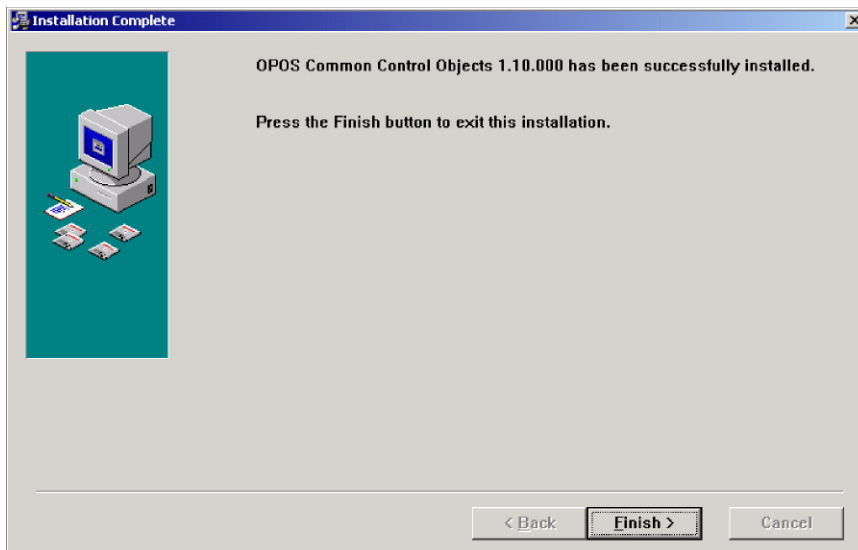 Installation Complete
OPOS Common Control Objects 1.10.000 has been successfully installed.
Press the Finish button to exit this installation.
< Back
Finish >
Cancel